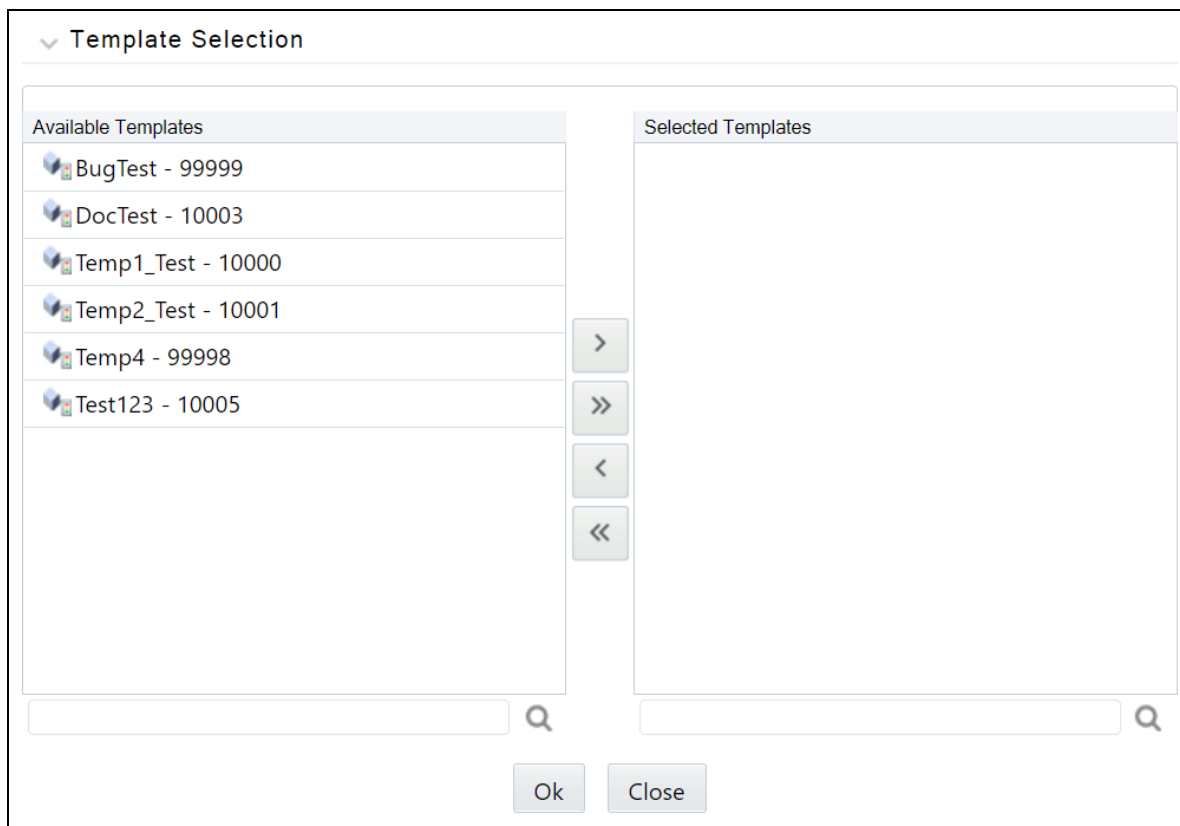 Template Selection
Available Templates
BugTest - 99999
DocTest - 10003
Temp1_Test - 10000
Temp2_Test - 10001
Temp4 - 99998
Test123 - 10005
Selected Templates
Ok
Close